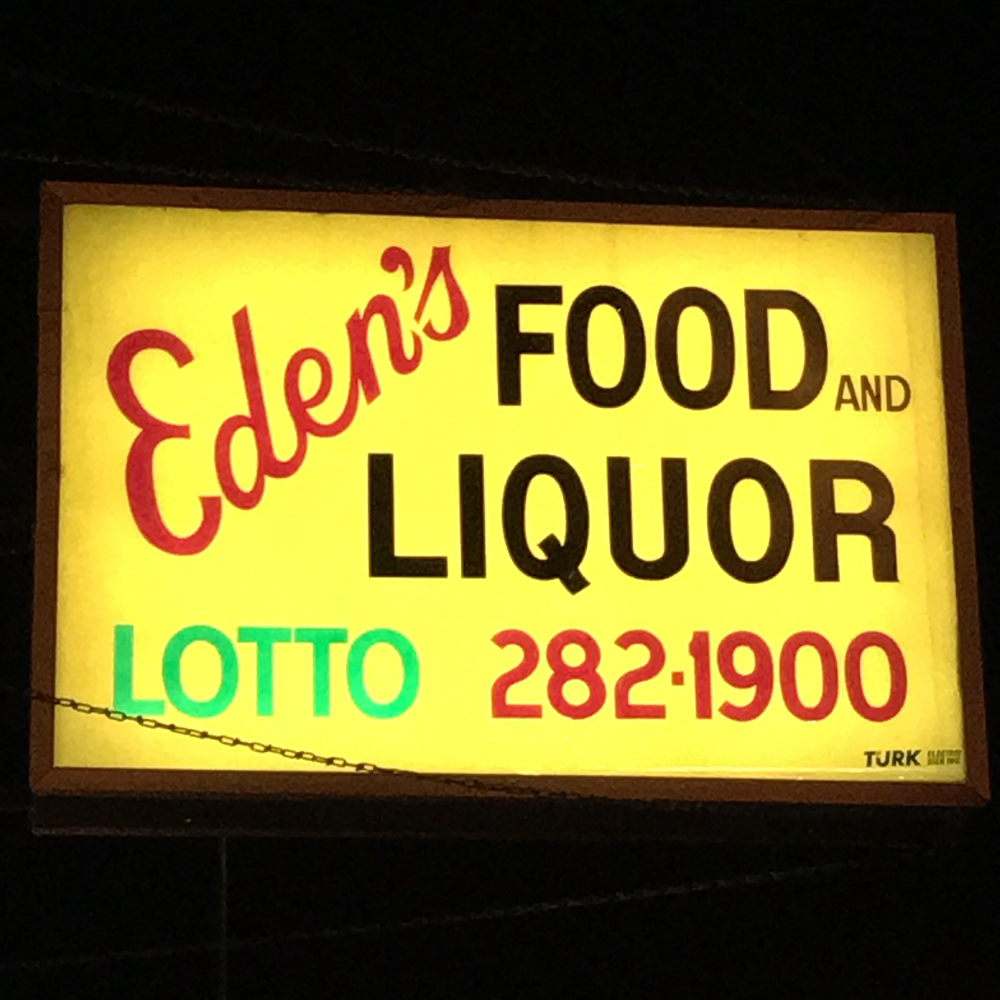 Eden's FOOD AND
LIQUOR
LOTTO 282-1900
TURK